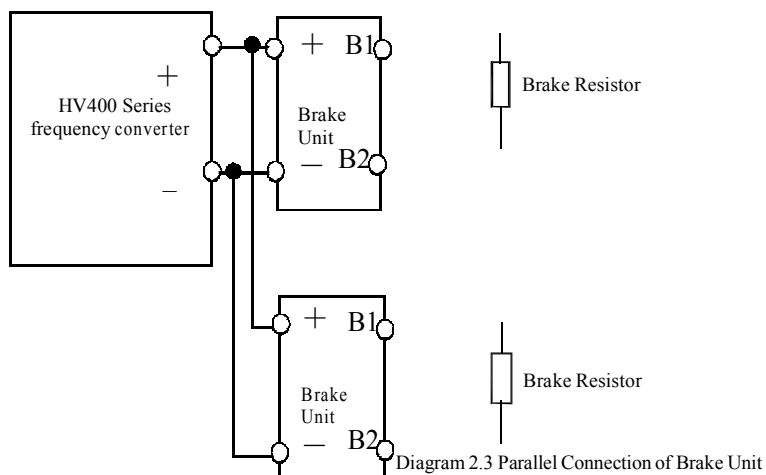 + B1
+
HV400 Series
frequency converter
Brake Resistor
Brake
Unit
— B2
–
+ B1
Brake Resistor
Brake
Unit
— B2
Diagram 2.3 Parallel Connection of Brake Unit